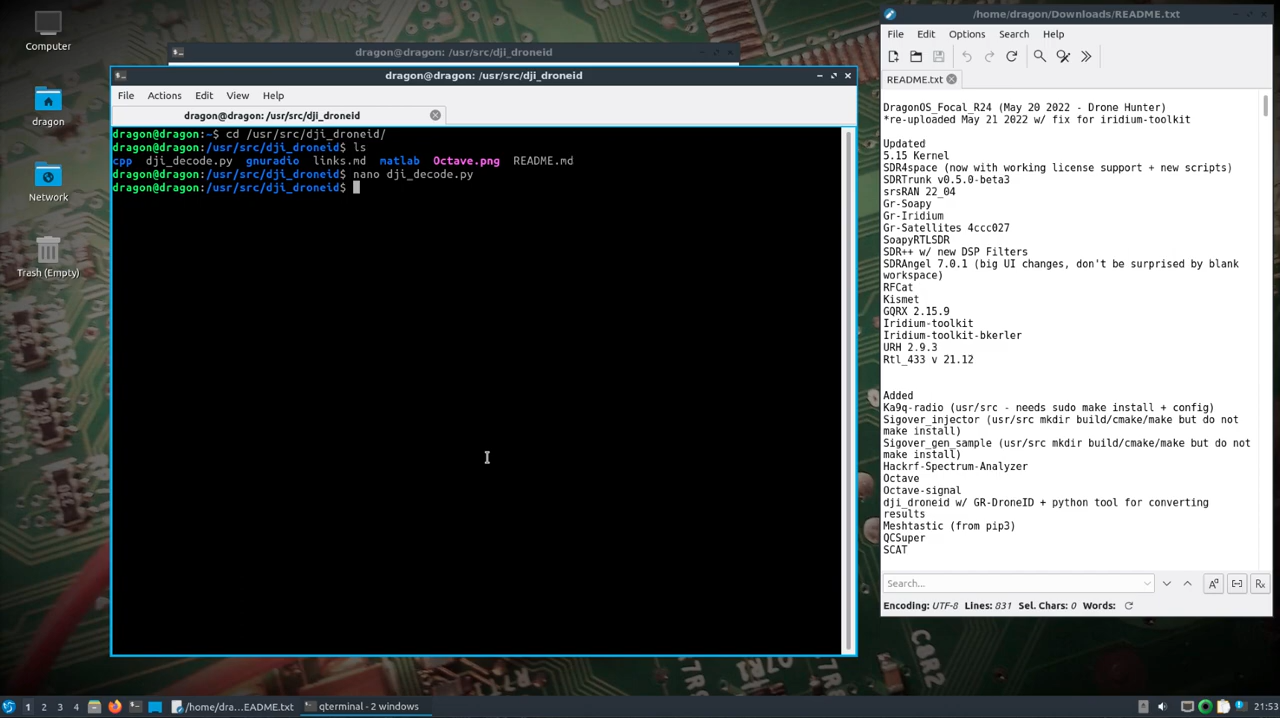 Computer
dragon
Network
Trash (Empty)
dragon@dragon: /usr/src/dji_droneid
dragon@dragon: /usr/src/dji_droneid
File Actions Edit View Help
dragon@dragon: /usr/src/dji_droneid
dragon@dragon:~$ cd /usr/src/dji_droneid/
dragon@dragon:/usr/src/dji_droneid$ ls
cpp dji_decode.py gnuradio links.md matlab Octave.png README.md
dragon@dragon:/usr/src/dji_droneid$ nano dji_decode.py
dragon@dragon:/usr/src/dji_droneid$
/home/dragon/Downloads/README.txt
File Edit Options Search Help
README.txt
DragonOS_Focal_R24 (May 20 2022 - Drone Hunter)
*re-uploaded May 21 2022 w/ fix for iridium-toolkit
Updated
5.15 Kernel
SDR4space (now with working license support + new scripts)
SDRTrunk v0.5.0-beta3
srsRAN 22_04
Gr-Soapy
Gr-Iridium
Gr-Satellites 4ccc027
SoapyRTLSDR
SDR++ w/ new DSP Filters
SDRAngel 7.0.1 (big UI changes, don't be surprised by blank
workspace)
RFCat
Kismet
GQRX 2.15.9
Iridium-toolkit
Iridium-toolkit-bkerler
URH 2.9.3
Rtl_433 v 21.12
Added
Ka9q-radio (usr/src - needs sudo make install + config)
Sigover_injector (usr/src mkdir build/cmake/make but do not
make install)
Sigover_gen_sample (usr/src mkdir build/cmake/make but do not
make install)
Hackrf-Spectrum-Analyzer
Octave
Octave-signal
dji_droneid w/ GR-DroneID + python tool for converting
results
Meshtastic (from pip3)
QCSuper
SCAT
Search...
Encoding: UTF-8 Lines: 831 Sel. Chars: 0 Words:
1 2 3 4 /home/dra...EADME.txt qterminal - 2 windows 21:53